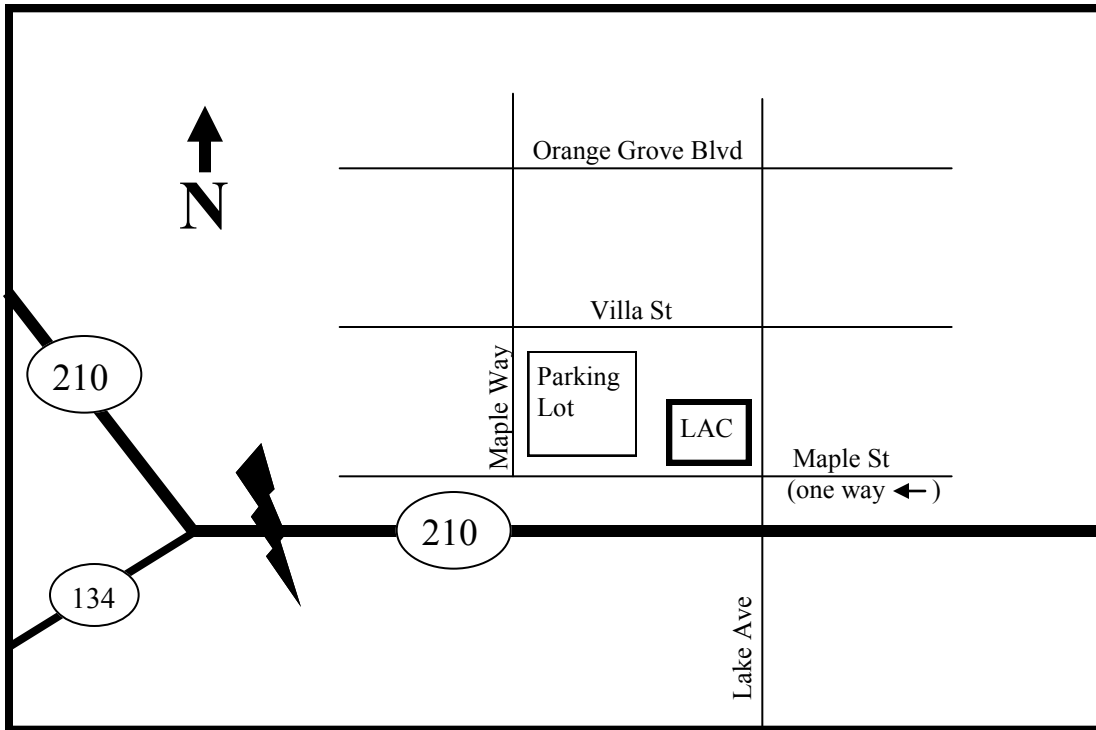 Orange Grove Blvd
N
Villa St
210
Maple Way
Parking
Lot
LAC
Maple St
(one way ← )
210
134
Lake Ave